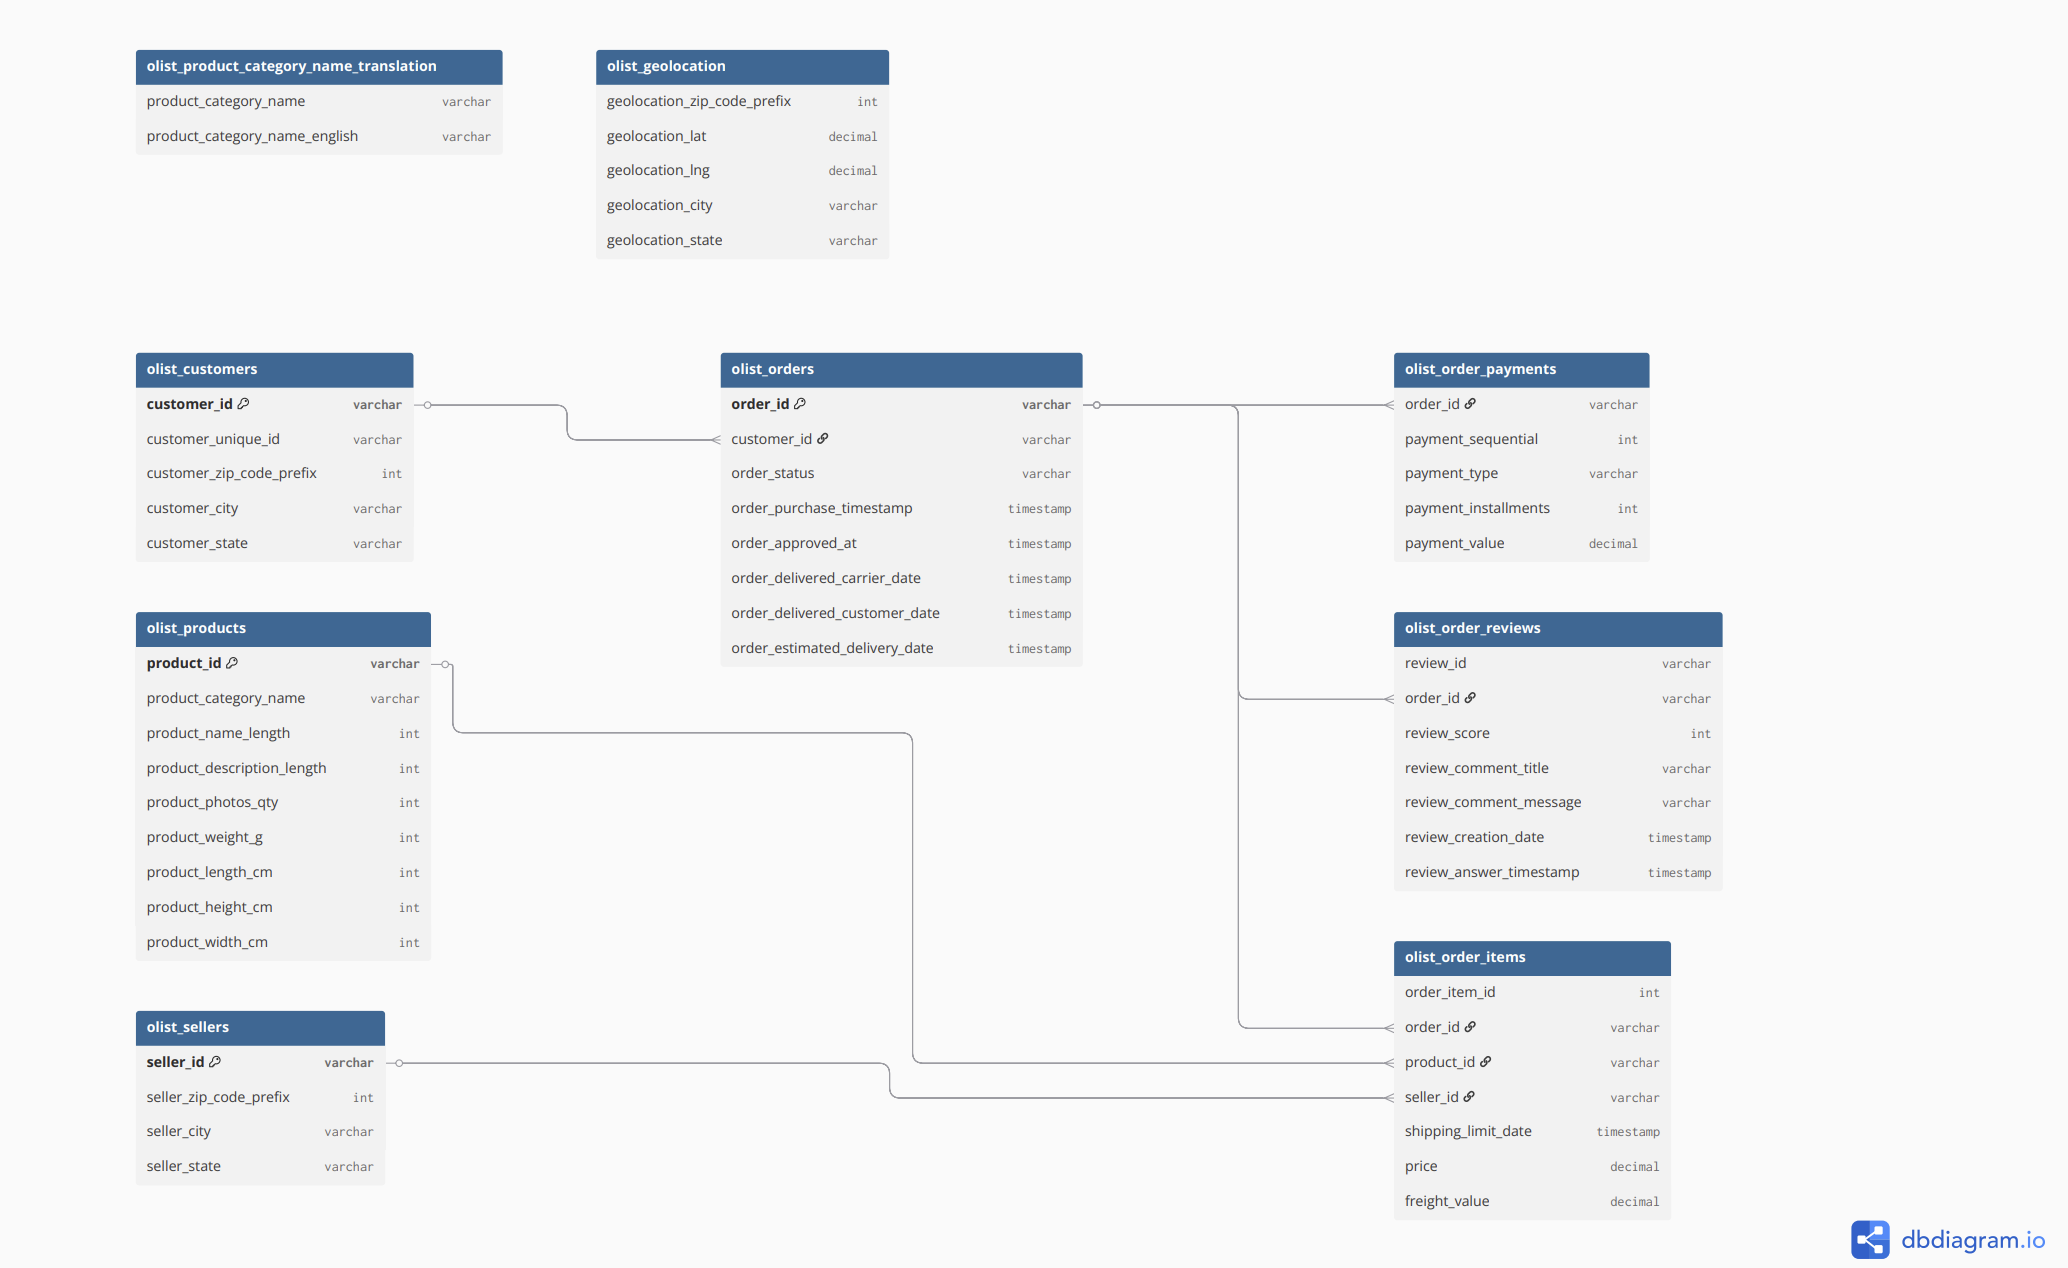 olist_product_category_name_translation
product_category_name varchar
product_category_name_english varchar
olist_geolocation
geolocation_zip_code_prefix int
geolocation_lat decimal
geolocation_lng decimal
geolocation_city varchar
geolocation_state varchar
olist_customers
customer_id varchar
customer_unique_id varchar
customer_zip_code_prefix int
customer_city varchar
customer_state varchar
olist_orders
order_id varchar
customer_id varchar
order_status varchar
order_purchase_timestamp timestamp
order_approved_at timestamp
order_delivered_carrier_date timestamp
order_delivered_customer_date timestamp
order_estimated_delivery_date timestamp
olist_order_payments
order_id varchar
payment_sequential int
payment_type varchar
payment_installments int
payment_value decimal
olist_products
product_id varchar
product_category_name varchar
product_name_length int
product_description_length int
product_photos_qty int
product_weight_g int
product_length_cm int
product_height_cm int
product_width_cm int
olist_order_reviews
review_id varchar
order_id varchar
review_score int
review_comment_title varchar
review_comment_message varchar
review_creation_date timestamp
review_answer_timestamp timestamp
olist_sellers
seller_id varchar
seller_zip_code_prefix int
seller_city varchar
seller_state varchar
olist_order_items
order_item_id int
order_id varchar
product_id varchar
seller_id varchar
shipping_limit_date timestamp
price decimal
freight_value decimal
dbdiagram.io